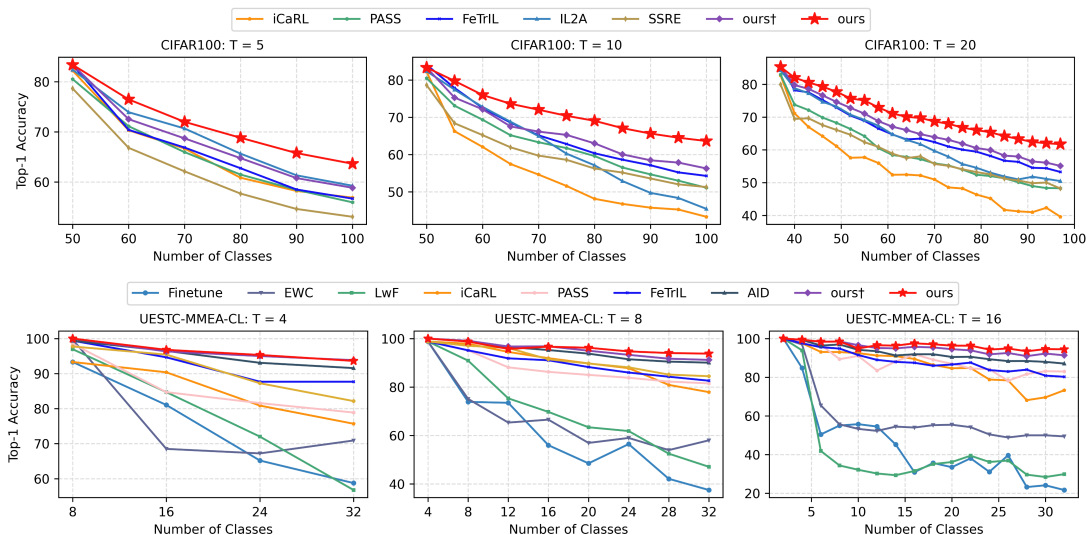 iCaRL PASS FeTrIL IL2A SSRE ours† ours
CIFAR100: T = 5
CIFAR100: T = 10
CIFAR100: T = 20
Top-1 Accuracy
80
70
60
50 60 70 80 90 100
Number of Classes
80
70
60
50
50 60 70 80 90 100
Number of Classes
80
70
60
50
40
40 50 60 70 80 90 100
Number of Classes
Finetune EWC LwF iCaRL PASS FeTrIL AID ours† ours
UESTC-MMEA-CL: T = 4
UESTC-MMEA-CL: T = 8
UESTC-MMEA-CL: T = 16
Top-1 Accuracy
100
90
80
70
60
8 16 24 32
Number of Classes
100
80
60
40
4 8 12 16 20 24 28 32
Number of Classes
100
80
60
40
20
5 10 15 20 25 30
Number of Classes